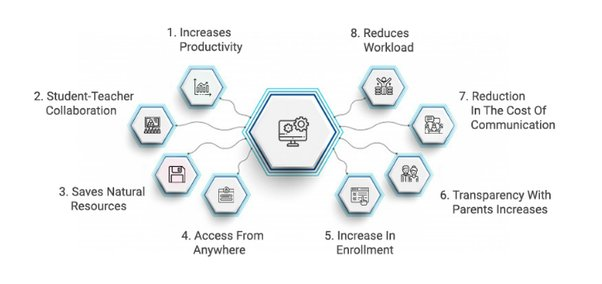 1. Increases
Productivity
2. Student-Teacher
Collaboration
3. Saves Natural
Resources
4. Access From
Anywhere
5. Increase In
Enrollment
6. Transparency With
Parents Increases
7. Reduction
In The Cost Of
Communication
8. Reduces
Workload